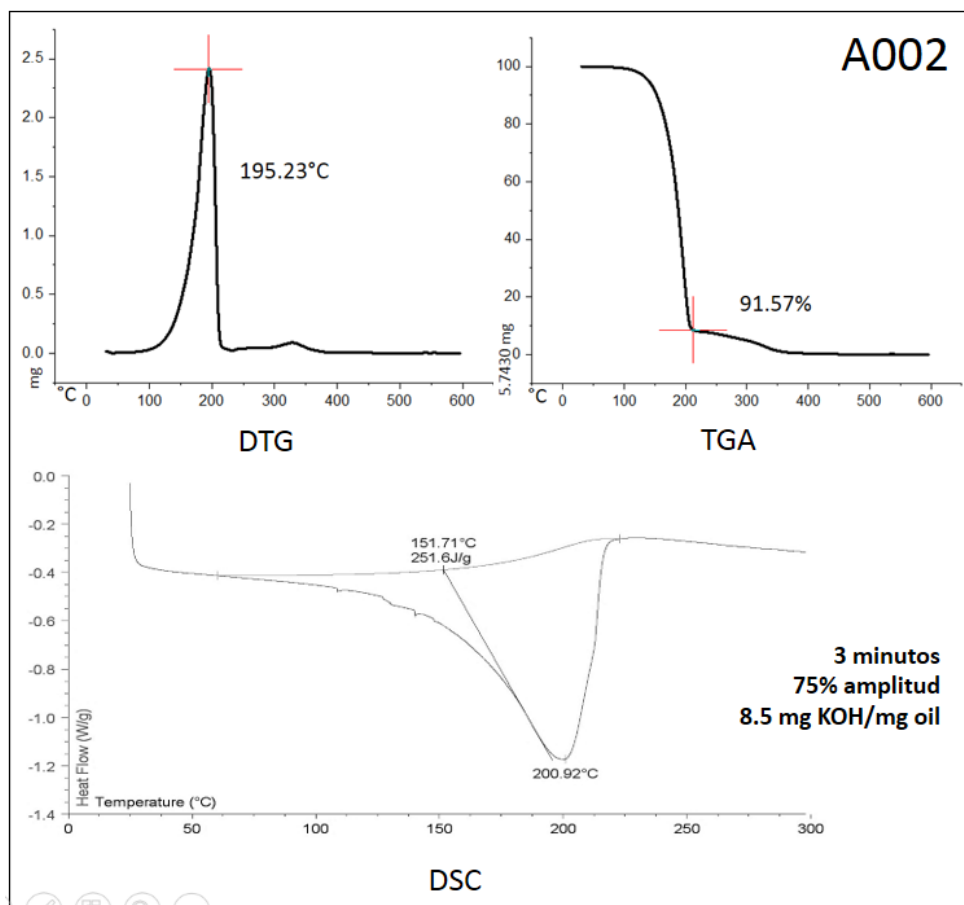 A002
2.5
2.0
1.5
1.0
0.5
0.0
mg
°C
0 100 200 300 400 500 600
195.23°C
DTG
100
80
60
40
20
0
5.7430 mg
°C
0 100 200 300 400 500 600
91.57%
TGA
0.0
-0.2
-0.4
-0.6
-0.8
-1.0
-1.2
-1.4
Heat Flow (W/g)
151.71°C
251.6J/g
200.92°C
Temperature (°C)
0 50 100 150 200 250 300
3 minutos
75% amplitud
8.5 mg KOH/mg oil
DSC